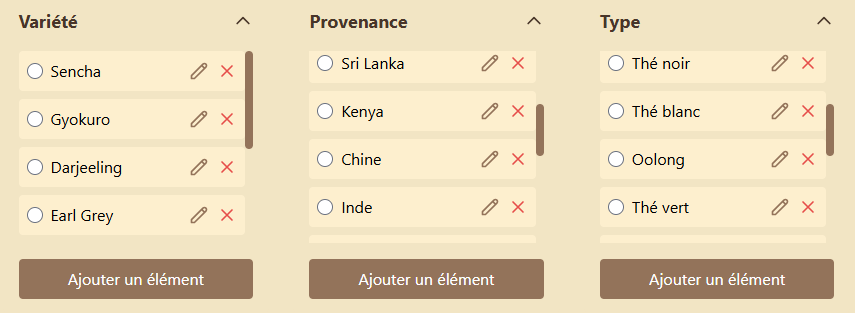 Variété
Sencha
Gyokuro
Darjeeling
Earl Grey
Ajouter un élément
Provenance
Sri Lanka
Kenya
Chine
Inde
Ajouter un élément
Type
Thé noir
Thé blanc
Oolong
Thé vert
Ajouter un élément